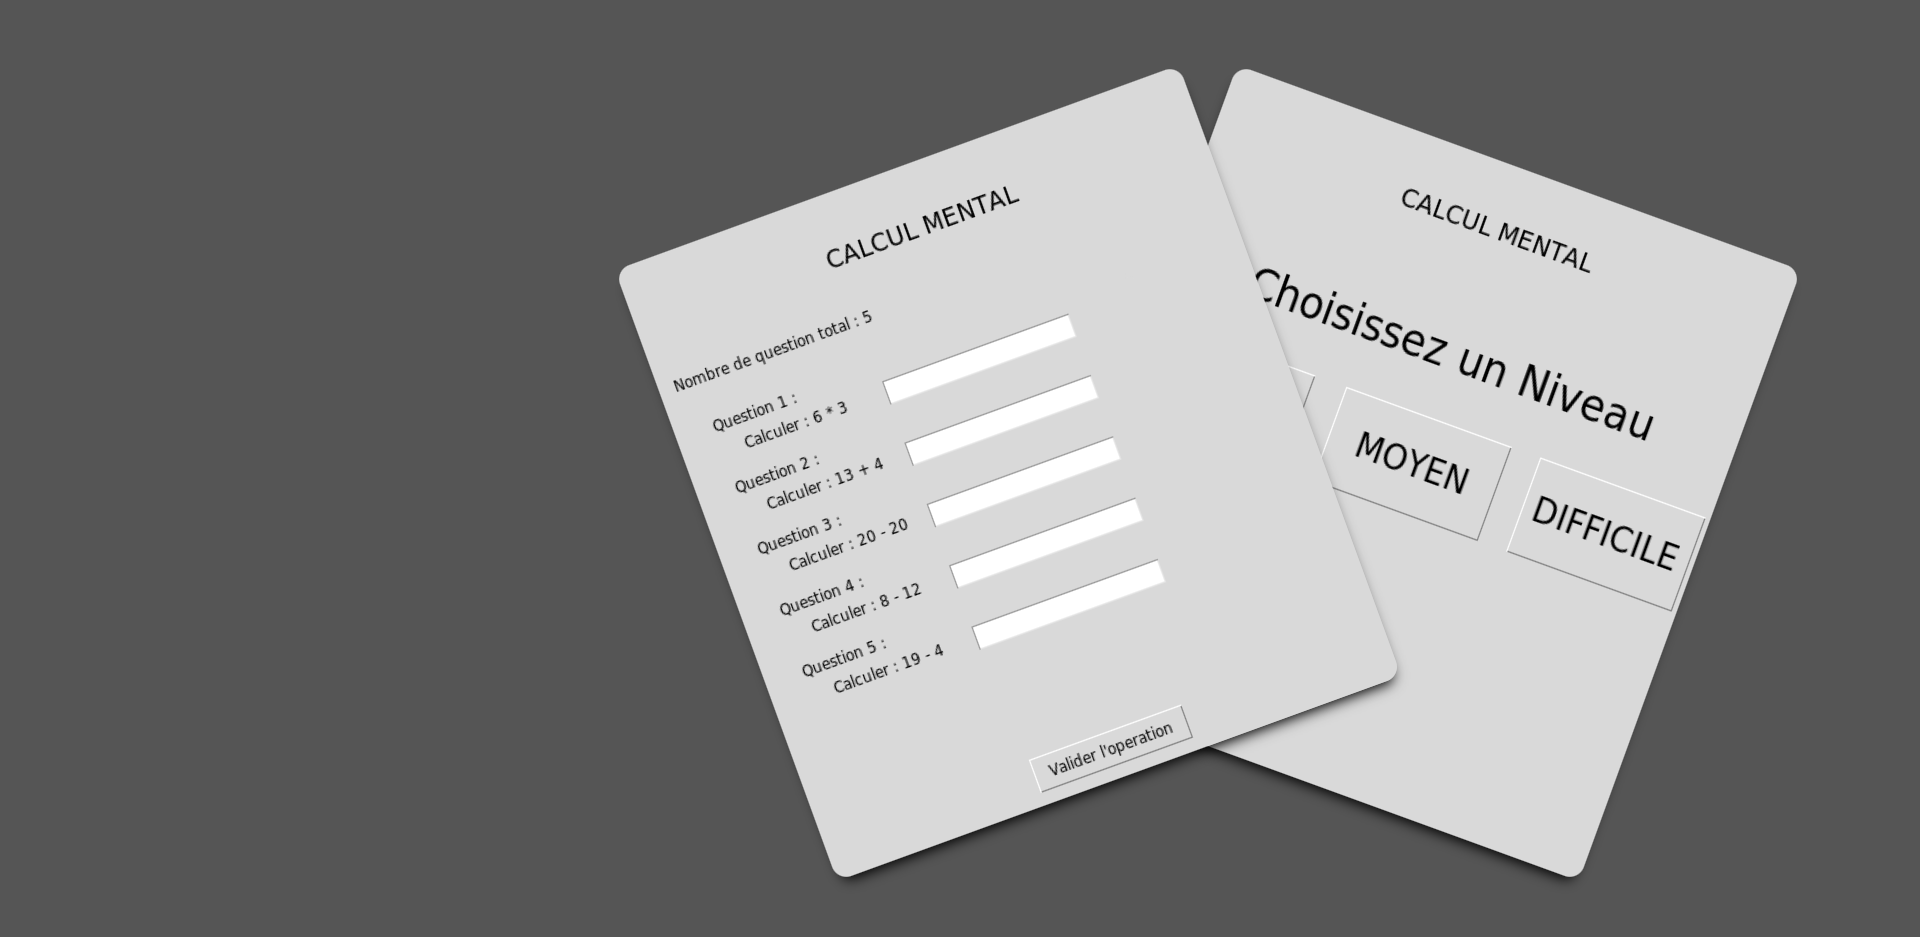 CALCUL MENTAL
Nombre de question total : 5
Question 1 :
Calculer : 6 * 3
Question 2 :
Calculer : 13 + 4
Question 3 :
Calculer : 20 - 20
Question 4 :
Calculer : 8 - 12
Question 5 :
Calculer : 19 - 4
Valider l'operation
CALCUL MENTAL
Choisissez un Niveau
MOYEN
DIFFICILE